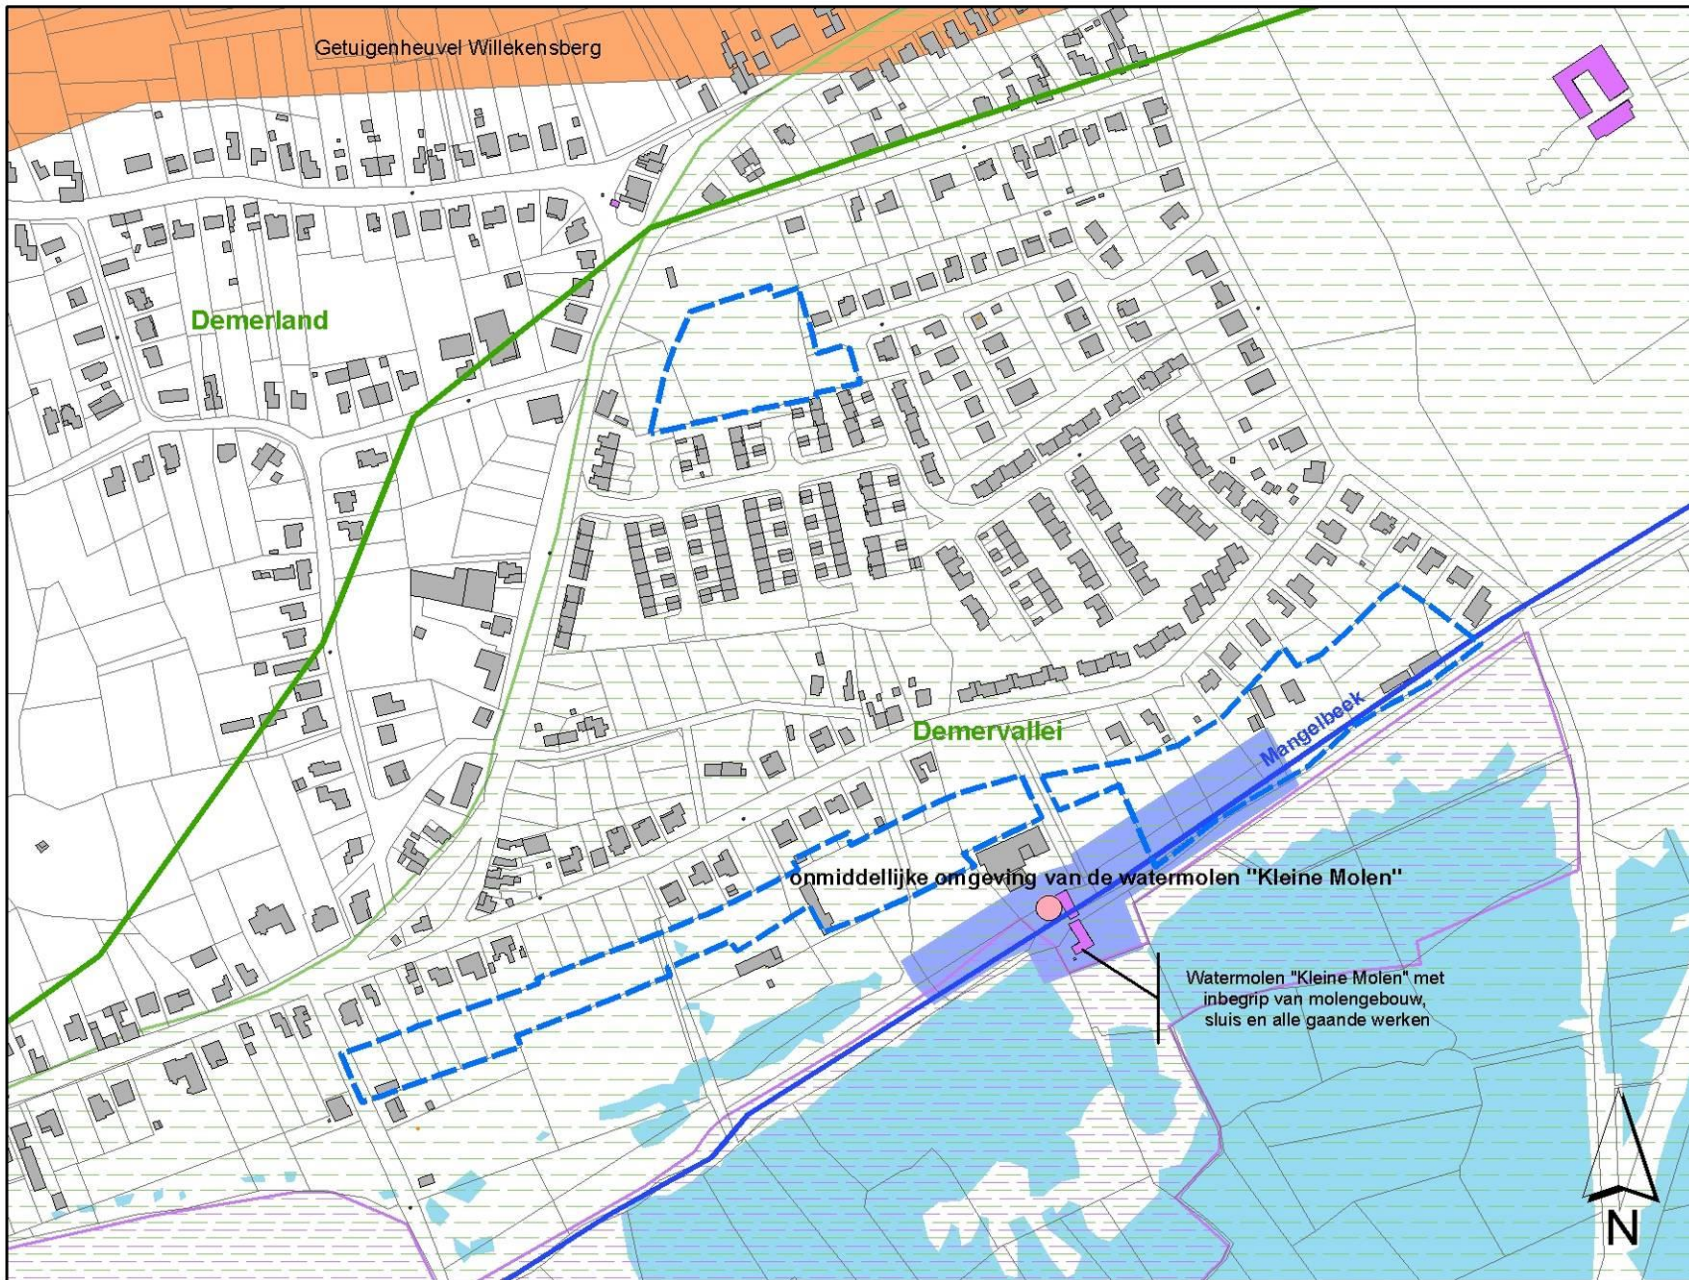 Getuigenheuvel Willekensberg
Demerland
Demervallei
Mangelbeek
onmiddellijke omgeving van de watermolen "Kleine Molen"
Watermolen "Kleine Molen" met
inbegrip van molengebouw,
sluis en alle gaande werken
N